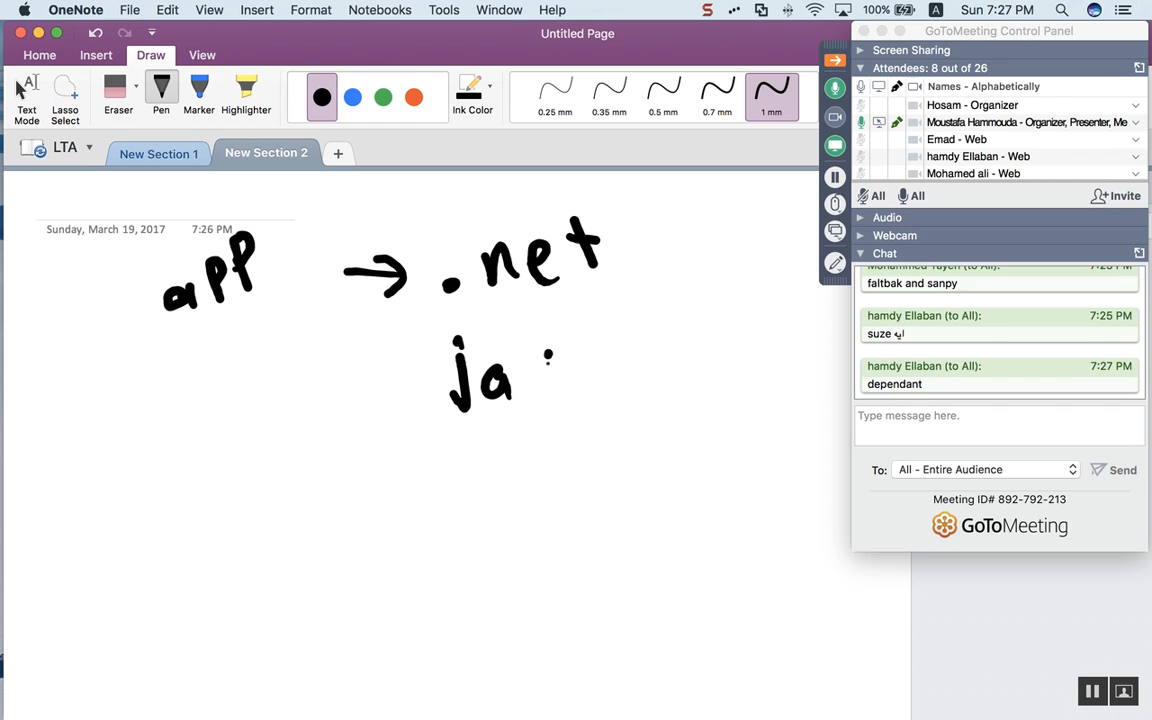 OneNote File Edit View Insert Format Notebooks Tools Window Help 100% A Sun 7:27 PM
Untitled Page
Home Insert Draw View
Text Mode Lasso Select Eraser Pen Marker Highlighter Ink Color 0.25 mm 0.35 mm 0.5 mm 0.7 mm 1 mm
LTA New Section 1 New Section 2 +
Sunday, March 19, 2017 7:26 PM
app → .net
ja
GoToMeeting Control Panel
Screen Sharing
Attendees: 8 out of 26
Names - Alphabetically
Hosam - Organizer
Moustafa Hammouda - Organizer, Presenter, Me
Emad - Web
hamdy Ellaban - Web
Mohamed ali - Web
All All Invite
Audio
Webcam
Chat
faltbak and sanpy
hamdy Ellaban (to All): 7:25 PM
suze ايه
hamdy Ellaban (to All): 7:27 PM
dependant
Type message here.
To: All - Entire Audience Send
Meeting ID# 892-792-213
GoToMeeting